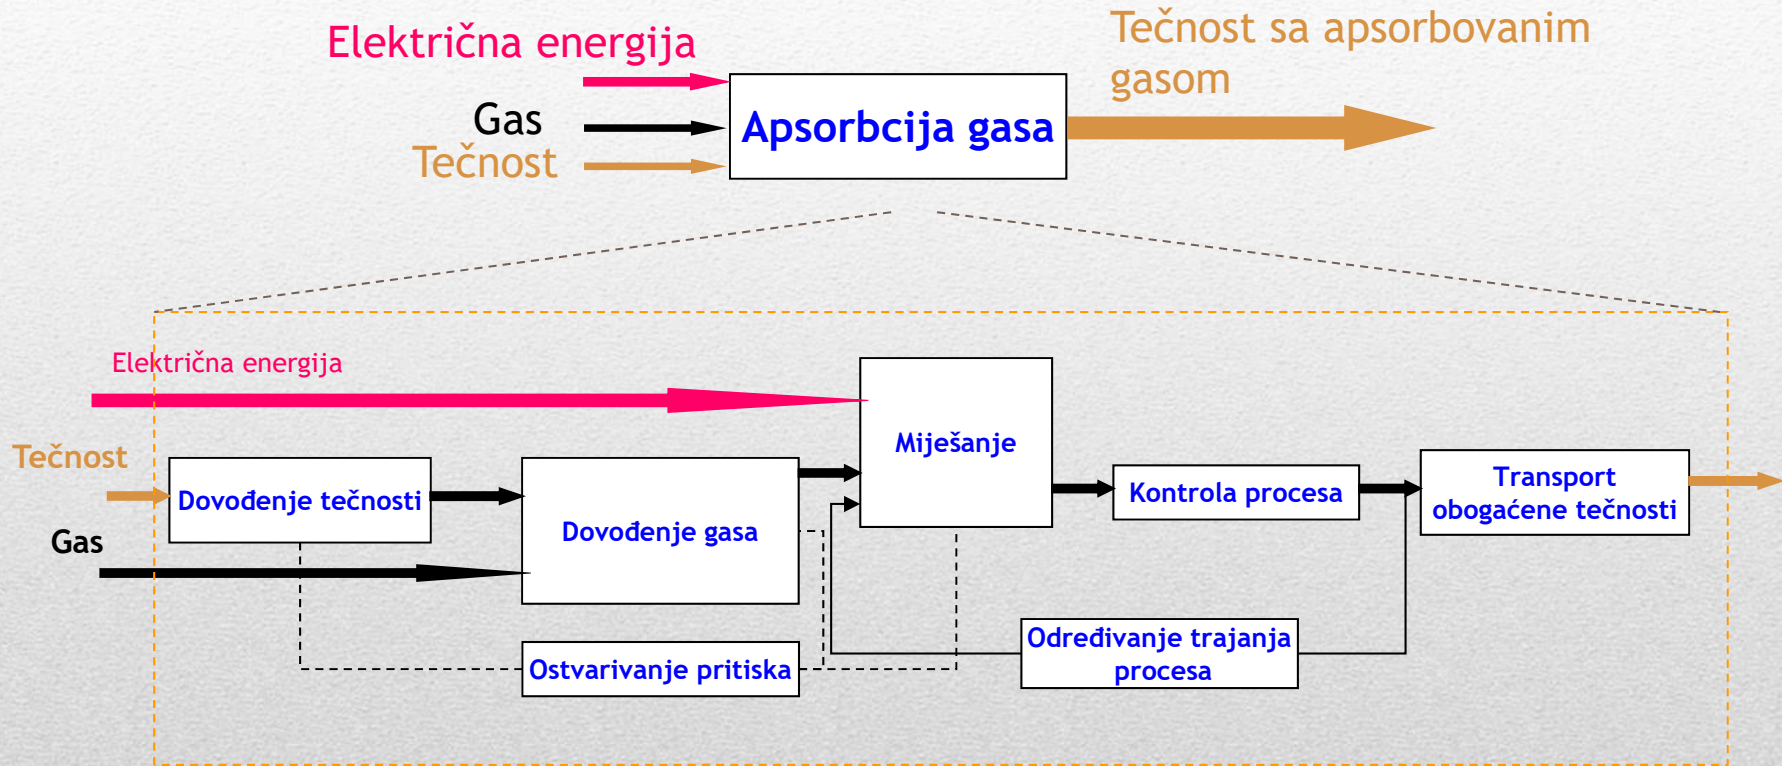 Električna energija
Tečnost sa apsorbovanim
gasom
Gas
Tečnost
Apsorbcija gasa
Električna energija
Tečnost
Gas
Dovođenje tečnosti
Dovođenje gasa
Miješanje
Kontrola procesa
Transport
obogaćene tečnosti
Ostvarivanje pritiska
Određivanje trajanja
procesa